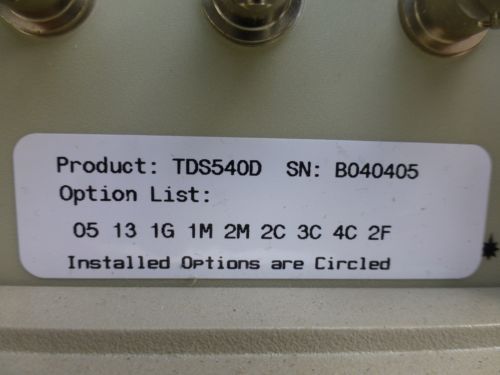 Product: TDS540D SN: B040405
Option List:
05 13 1G 1M 2M 2C 3C 4C 2F
Installed Options are Circled